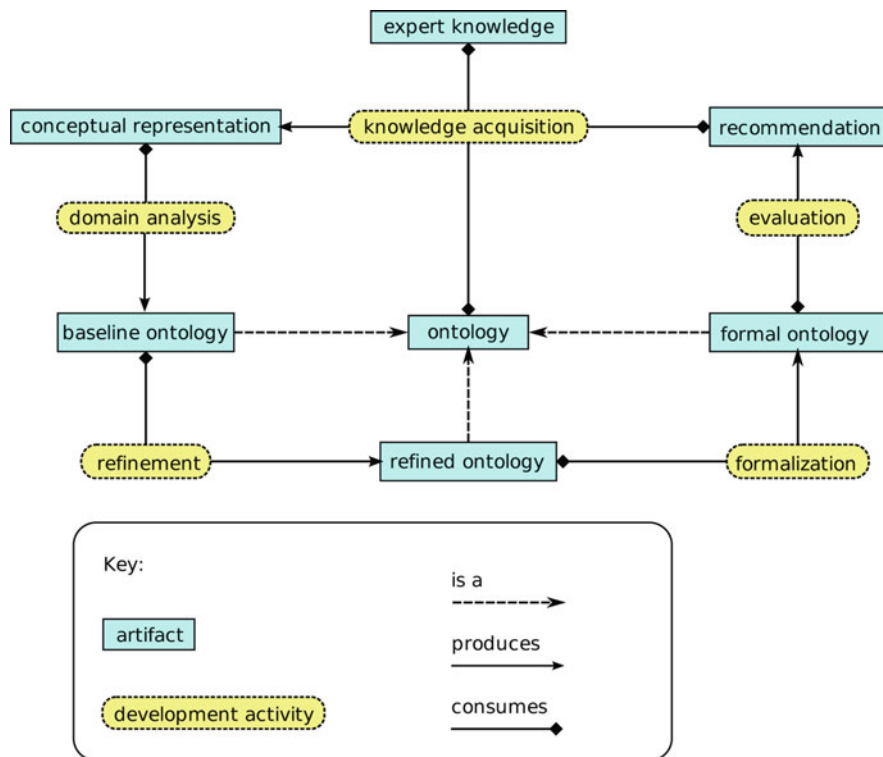 expert knowledge
conceptual representation
knowledge acquisition
recommendation
domain analysis
evaluation
baseline ontology
ontology
formal ontology
refinement
refined ontology
formalization
Key:
is a
artifact
produces
consumes
development activity